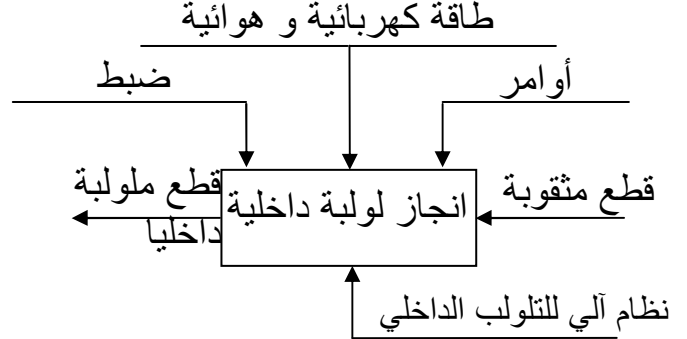 طاقة كهربائية و هوائية
أوامر
ضبط
قطع مثقوبة
انجاز لولبة داخلية
قطع ملولبة
داخليا
نظام آلي للتلولب الداخلي